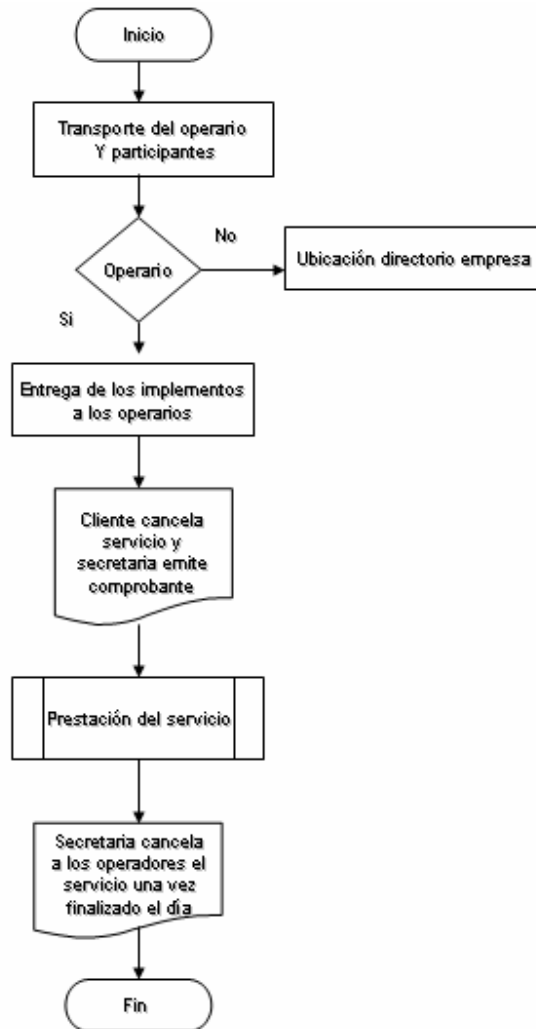 Inicio
Transporte del operario
Y participantes
No
Operario
Ubicación directorio empresa
Si
Entrega de los implementos
a los operarios
Cliente cancela
servicio y
secretaria emite
comprobante
Prestación del servicio
Secretaria cancela
a los operadores el
servicio una vez
finalizado el día
Fin